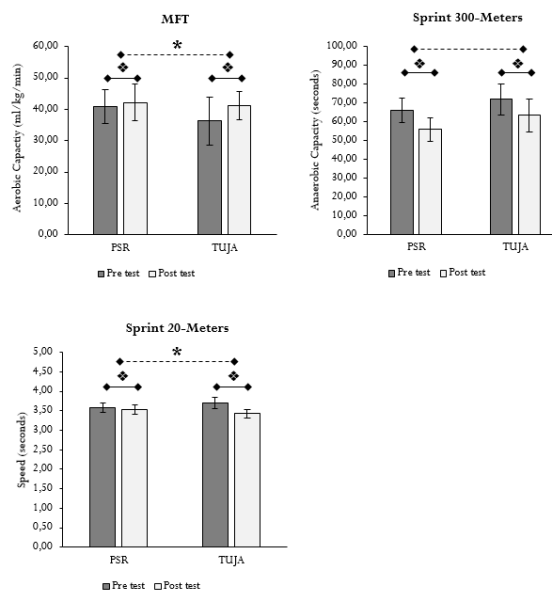 MFT
*
Aerobic Capactiy (ml/kg/min)
60,00
50,00
40,00
30,00
20,00
10,00
0,00
PSR TUJA
Pre test Post test
Sprint 300-Meters
Anaerobic Capacity (seconds)
100,00
90,00
80,00
70,00
60,00
50,00
40,00
30,00
20,00
10,00
0,00
PSR TUJA
Pre test Post test
Sprint 20-Meters
*
Speed (seconds)
5,00
4,50
4,00
3,50
3,00
2,50
2,00
1,50
1,00
0,50
0,00
PSR TUJA
Pre test Post test